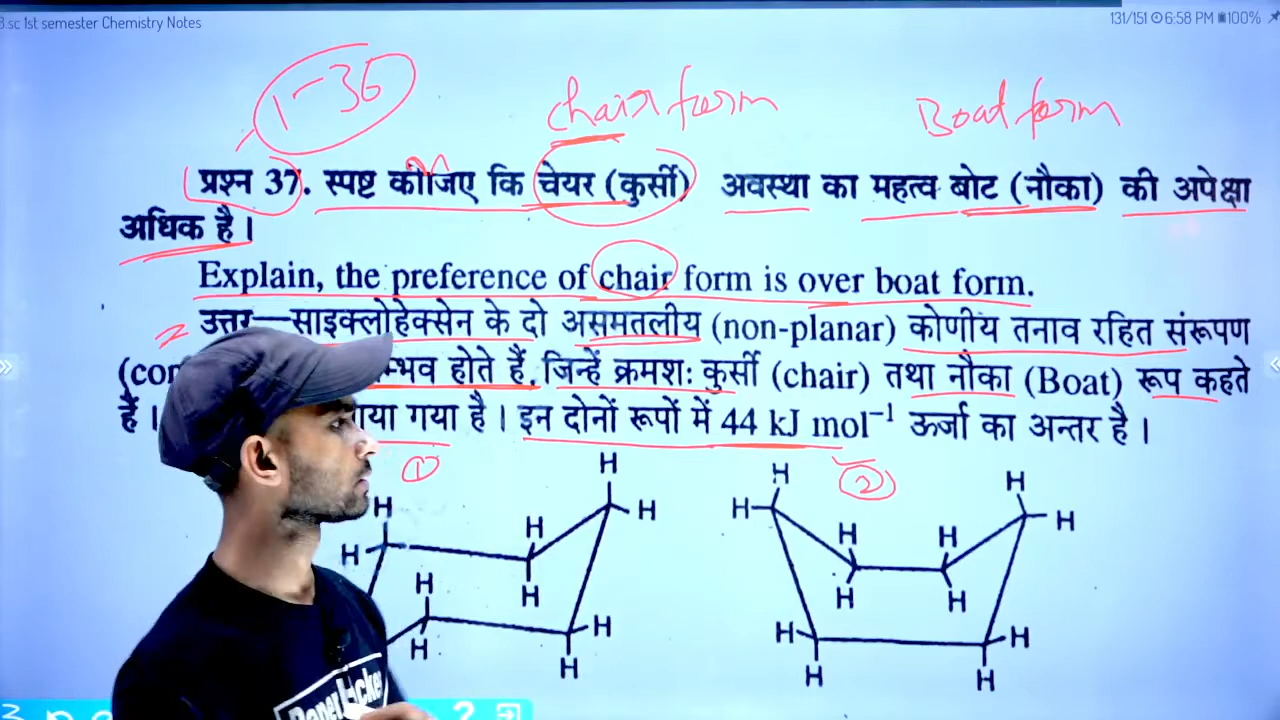 B.sc 1st semester Chemistry Notes
131/151 6:58 PM 100%
1-36
chair form
Boat form
प्रश्न 37. स्पष्ट कीजिए कि चेयर (कुर्सी) अवस्था का महत्व बोट (नौका) की अपेक्षा
अधिक है।
Explain, the preference of chair form is over boat form.
उत्तर—साइक्लोहेक्सेन के दो असमतलीय (non-planar) कोणीय तनाव रहित संरूपण
(con म्भव होते हैं, जिन्हें क्रमशः कुर्सी (chair) तथा नौका (Boat) रूप कहते
हैं। गया है। इन दोनों रूपों में 44 kJ mol⁻¹ ऊर्जा का अन्तर है।
1 2
H H H H H
H H H H H H H
H H H H H
H H H H H
H H H H